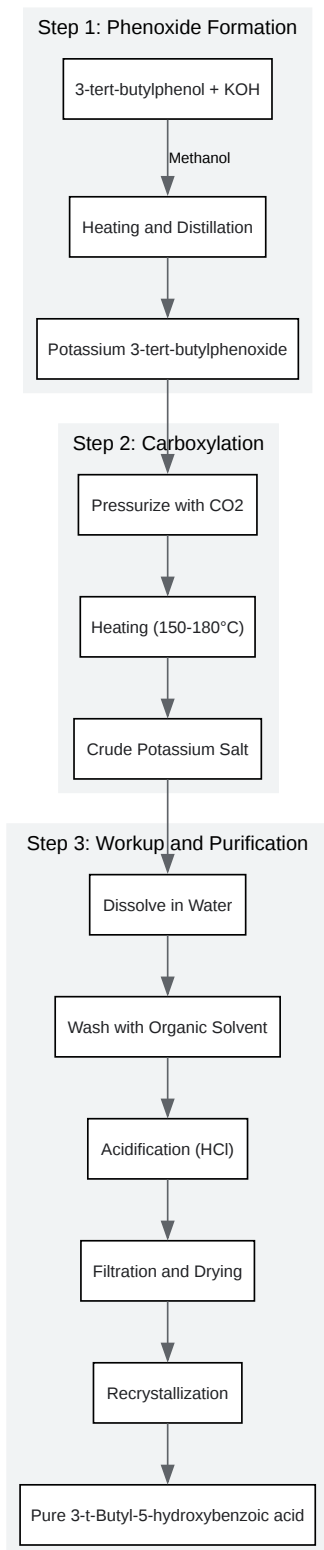 Step 1: Phenoxide Formation
3-tert-butylphenol + KOH
Methanol
Heating and Distillation
Potassium 3-tert-butylphenoxide
Step 2: Carboxylation
Pressurize with CO2
Heating (150-180°C)
Crude Potassium Salt
Step 3: Workup and Purification
Dissolve in Water
Wash with Organic Solvent
Acidification (HCl)
Filtration and Drying
Recrystallization
Pure 3-t-Butyl-5-hydroxybenzoic acid